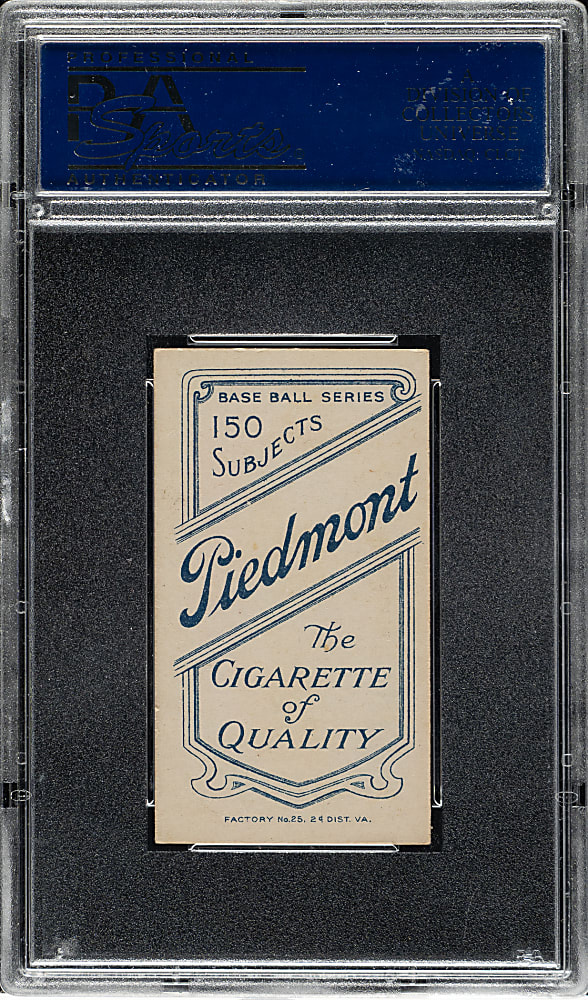 PROFESSIONAL
PSA
Sports
AUTHENTICATOR
A
DIVISION OF
COLLECTORS
UNIVERSE
BASE BALL SERIES
150
SUBJECTS
Piedmont
The
CIGARETTE
of
QUALITY
FACTORY No. 25, 2d DIST. VA.